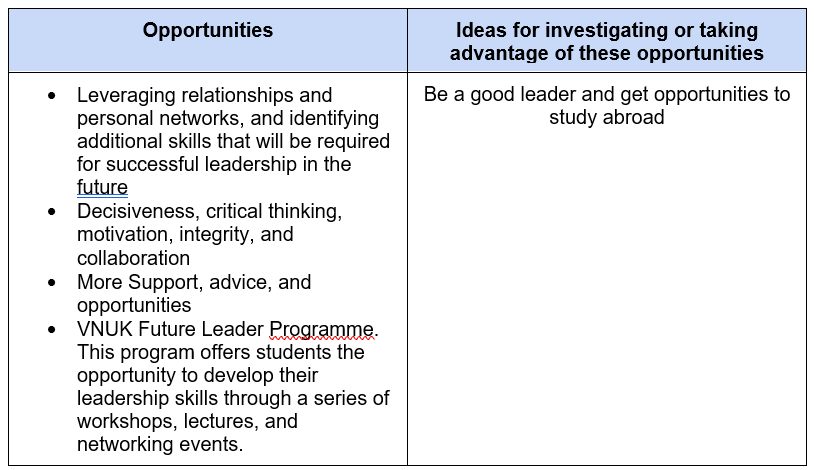 Opportunities
Ideas for investigating or taking
advantage of these opportunities
• Leveraging relationships and
personal networks, and identifying
additional skills that will be required
for successful leadership in the
future
• Decisiveness, critical thinking,
motivation, integrity, and
collaboration
• More Support, advice, and
opportunities
• VNUK Future Leader Programme.
This program offers students the
opportunity to develop their
leadership skills through a series of
workshops, lectures, and
networking events.
Be a good leader and get opportunities to
study abroad